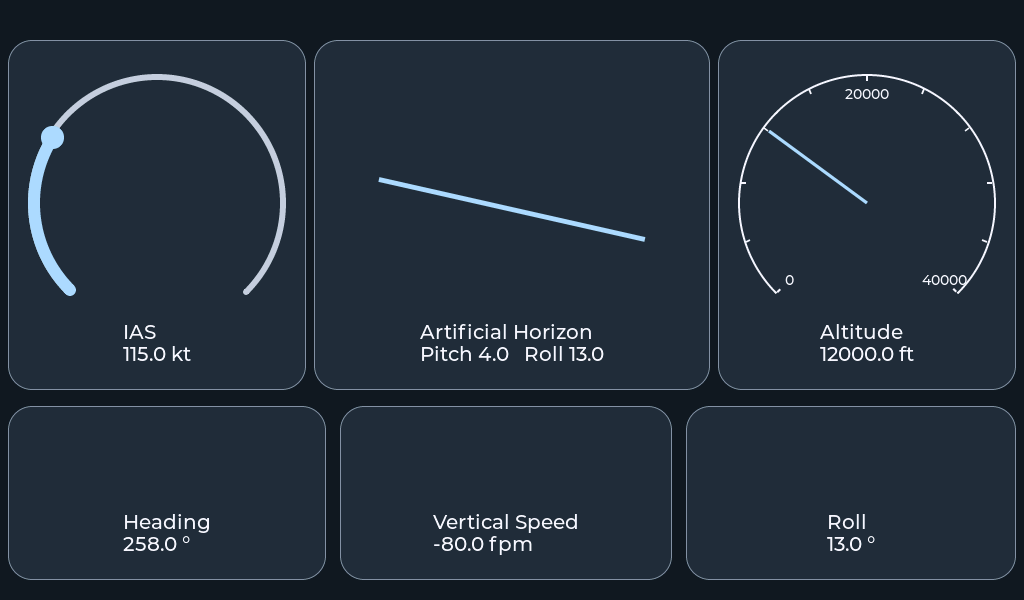 20000
0
40000
IAS
115.0 kt
Artificial Horizon
Pitch 4.0 Roll 13.0
Altitude
12000.0 ft
Heading
258.0 °
Vertical Speed
-80.0 fpm
Roll
13.0 °